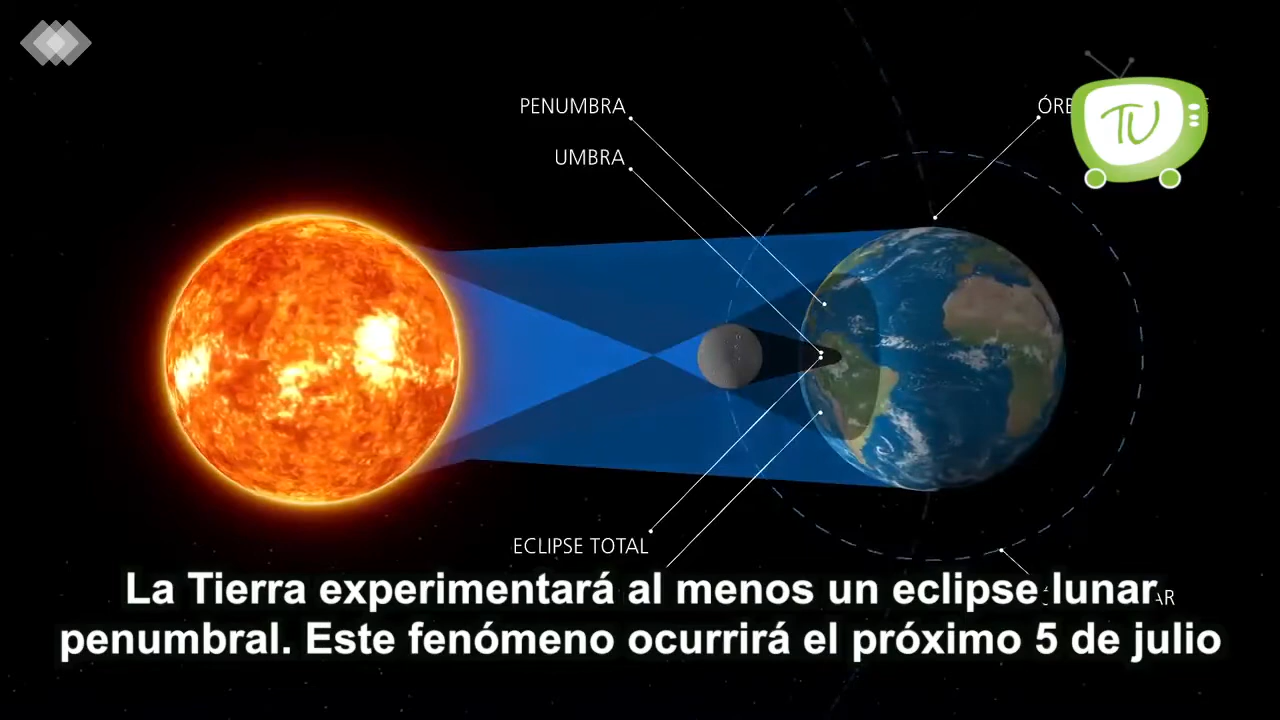 PENUMBRA
UMBRA
TU
ECLIPSE TOTAL
La Tierra experimentará al menos un eclipse lunar
penumbral. Este fenómeno ocurrirá el próximo 5 de julio